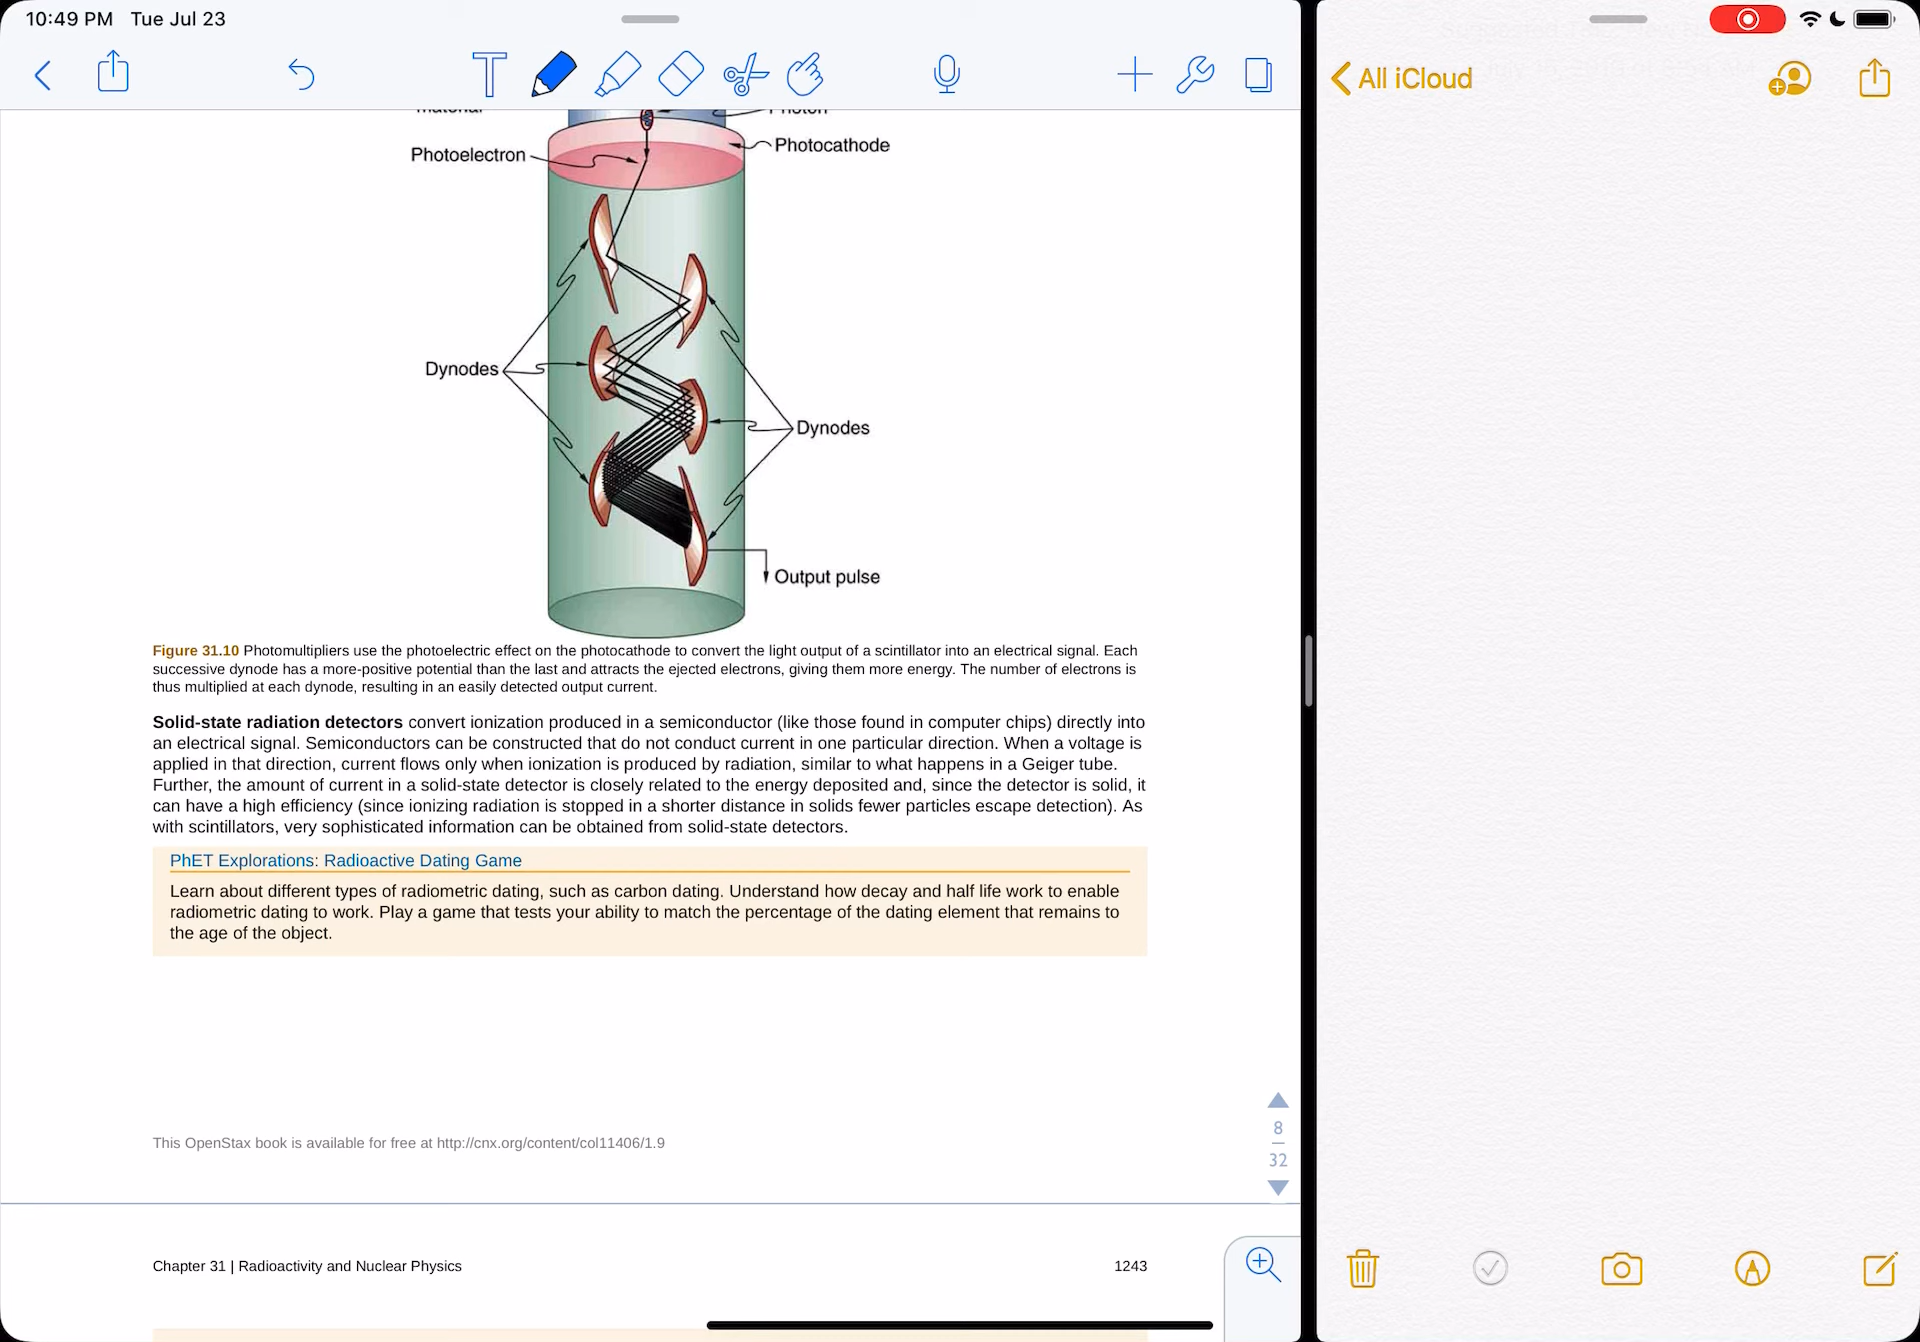 10:49 PM Tue Jul 23
All iCloud
Photoelectron
Photocathode
Dynodes
Dynodes
Output pulse
Figure 31.10 Photomultipliers use the photoelectric effect on the photocathode to convert the light output of a scintillator into an electrical signal. Each
successive dynode has a more-positive potential than the last and attracts the ejected electrons, giving them more energy. The number of electrons is
thus multiplied at each dynode, resulting in an easily detected output current.
Solid-state radiation detectors convert ionization produced in a semiconductor (like those found in computer chips) directly into
an electrical signal. Semiconductors can be constructed that do not conduct current in one particular direction. When a voltage is
applied in that direction, current flows only when ionization is produced by radiation, similar to what happens in a Geiger tube.
Further, the amount of current in a solid-state detector is closely related to the energy deposited and, since the detector is solid, it
can have a high efficiency (since ionizing radiation is stopped in a shorter distance in solids fewer particles escape detection). As
with scintillators, very sophisticated information can be obtained from solid-state detectors.
PhET Explorations: Radioactive Dating Game
Learn about different types of radiometric dating, such as carbon dating. Understand how decay and half life work to enable
radiometric dating to work. Play a game that tests your ability to match the percentage of the dating element that remains to
the age of the object.
This OpenStax book is available for free at http://cnx.org/content/col11406/1.9
8
32
Chapter 31 | Radioactivity and Nuclear Physics 1243